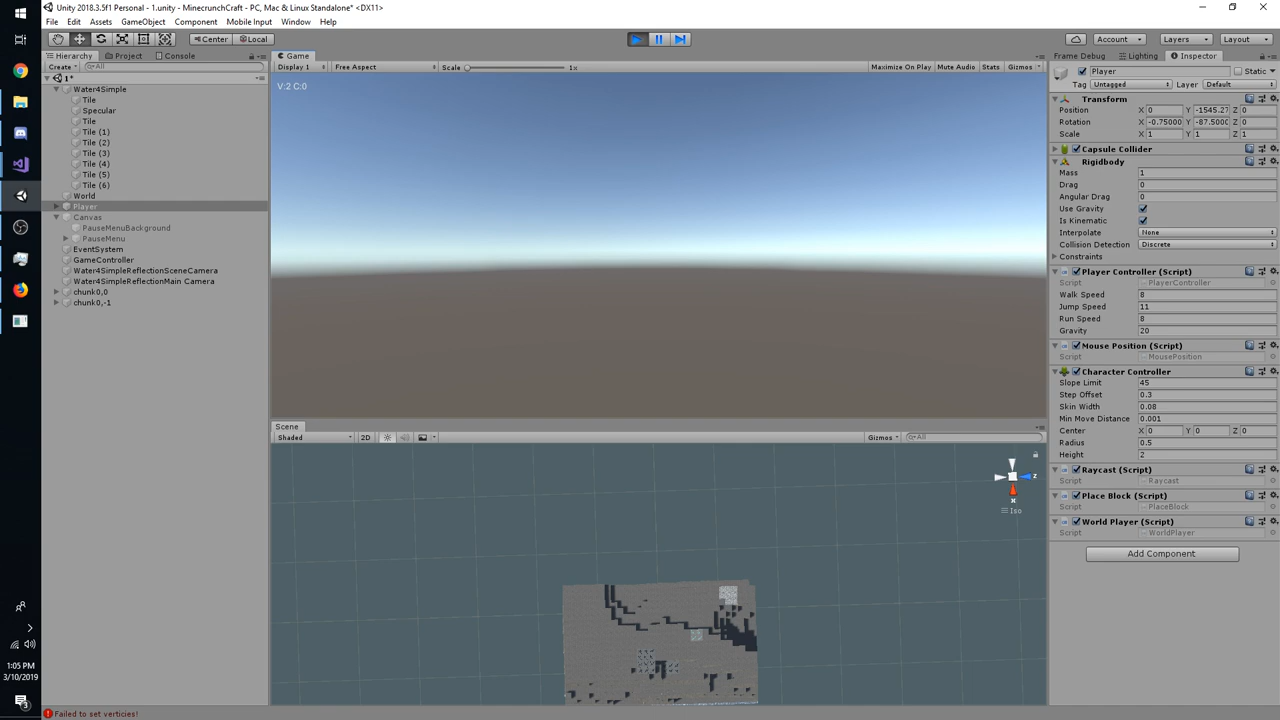 Unity 2018.3.5f1 Personal - 1.unity - MinecrunchCraft - PC, Mac & Linux Standalone* <DX11>
File Edit Assets GameObject Component Mobile Input Window Help
Center Local Account Layers Layout
Hierarchy Project Console
Create All
1*
Water4Simple
Tile
Specular
Tile
Tile (1)
Tile (2)
Tile (3)
Tile (4)
Tile (5)
Tile (6)
World
Player
Canvas
PauseMenuBackground
PauseMenu
EventSystem
GameController
Water4SimpleReflectionSceneCamera
Water4SimpleReflectionMain Camera
chunk0,0
chunk0,-1
Game
Display 1 Free Aspect Scale 1x Maximize On Play Mute Audio Stats Gizmos
V:2 C:0
Scene
Shaded 2D Gizmos All
z
x
Iso
Frame Debug Lighting Inspector
Player Static
Tag Untagged Layer Default
Transform
Position X 0 Y -1545.27 Z 0
Rotation X -0.75000 Y -87.5000 Z 0
Scale X 1 Y 1 Z 1
Capsule Collider
Rigidbody
Mass 1
Drag 0
Angular Drag 0
Use Gravity
Is Kinematic
Interpolate None
Collision Detection Discrete
Constraints
Player Controller (Script)
Script PlayerController
Walk Speed 8
Jump Speed 11
Run Speed 8
Gravity 20
Mouse Position (Script)
Script MousePosition
Character Controller
Slope Limit 45
Step Offset 0.3
Skin Width 0.08
Min Move Distance 0.001
Center X 0 Y 0 Z 0
Radius 0.5
Height 2
Raycast (Script)
Script Raycast
Place Block (Script)
Script PlaceBlock
World Player (Script)
Script WorldPlayer
Add Component
1:05 PM
3/10/2019
3
Failed to set verticies!